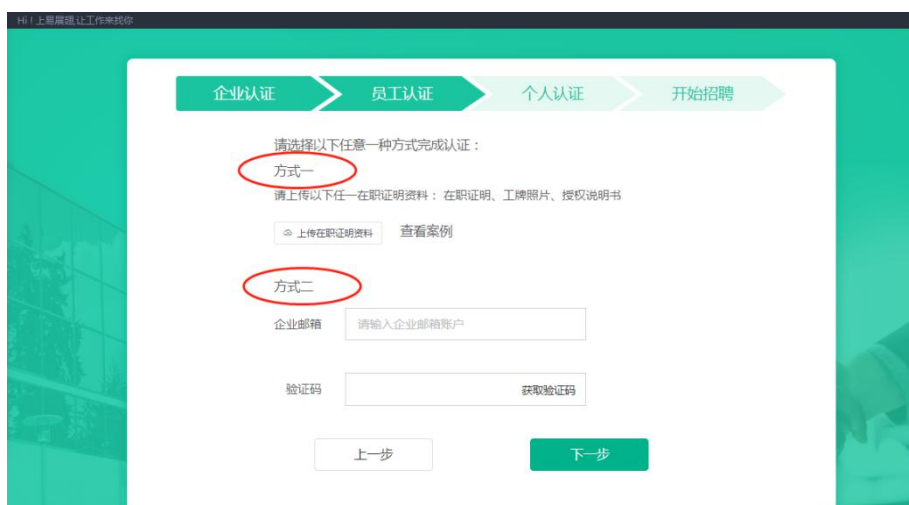 Hi！上易展翅,让工作来找你
企业认证 员工认证 个人认证 开始招聘
请选择以下任意一种方式完成认证：
方式一
请上传以下任一在职证明资料：在职证明、工牌照片、授权说明书
上传在职证明资料 查看案例
方式二
企业邮箱 请输入企业邮箱账户
验证码 获取验证码
上一步 下一步